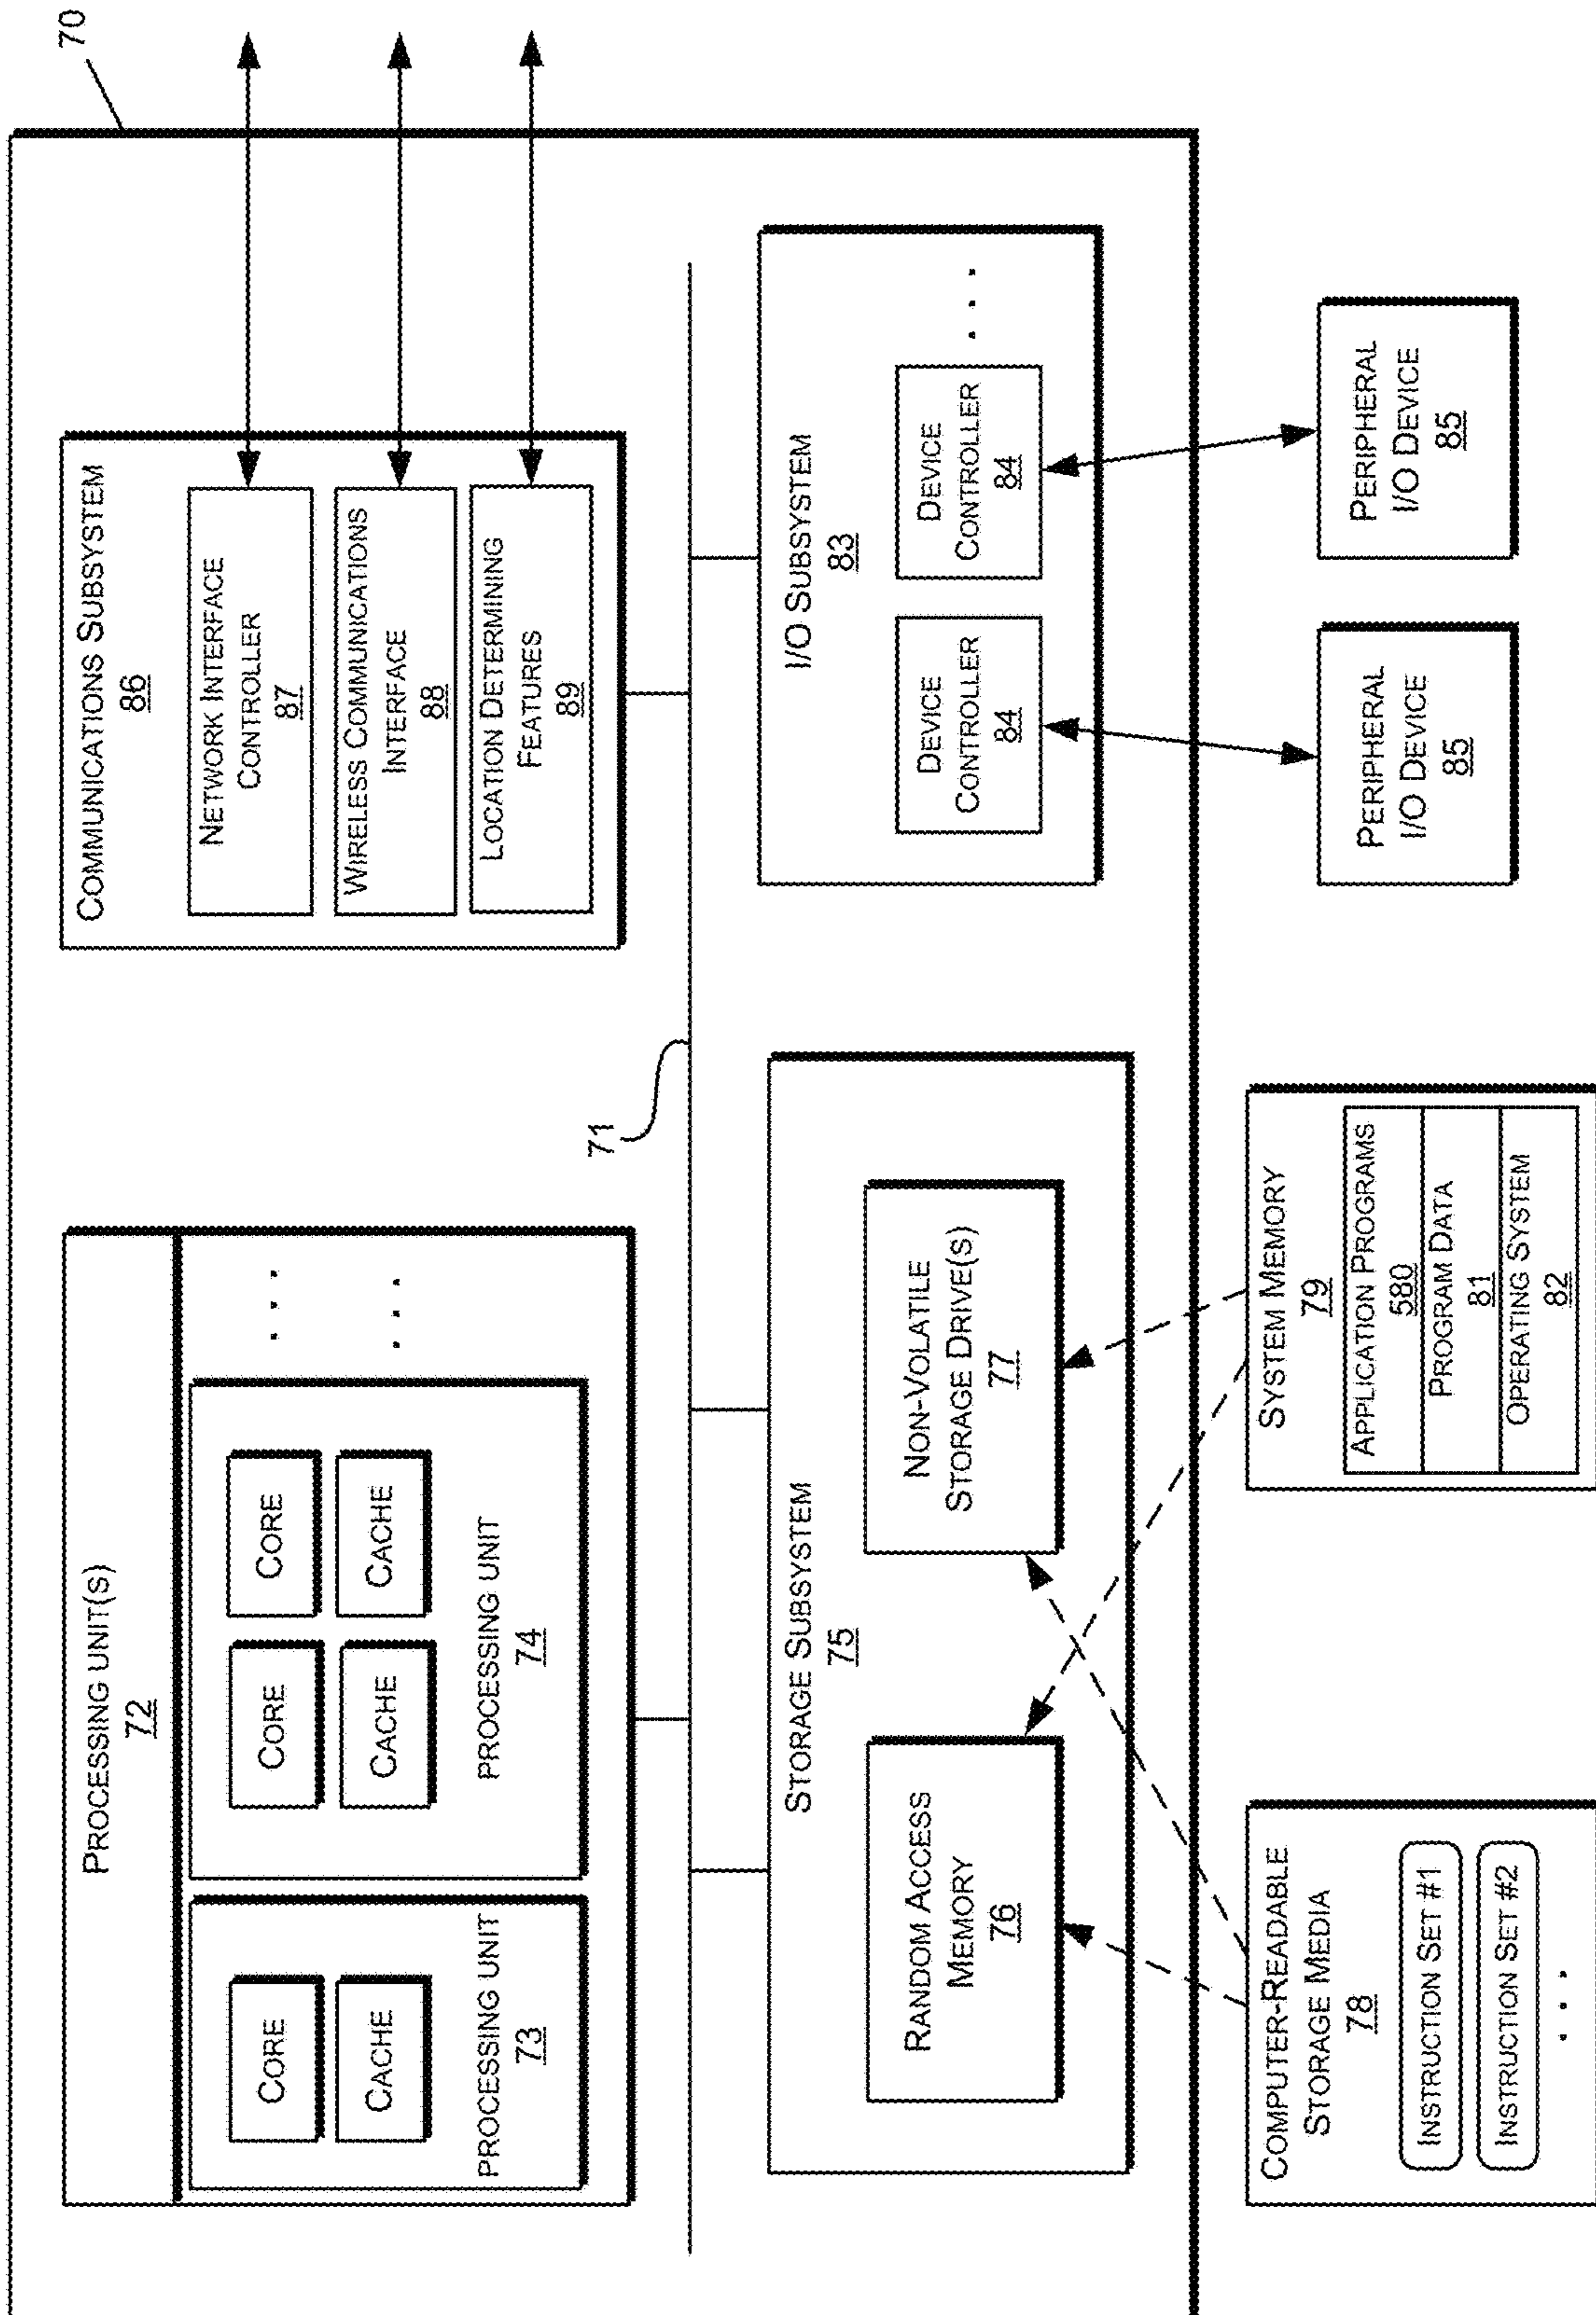 70
PROCESSING UNIT(S)
72
CORE
CACHE
PROCESSING UNIT
73
CORE
CORE
CACHE
CACHE
PROCESSING UNIT
74
. . .
. . .
COMMUNICATIONS SUBSYSTEM
86
NETWORK INTERFACE
CONTROLLER
87
WIRELESS COMMUNICATIONS
INTERFACE
88
LOCATION DETERMINING
FEATURES
89
71
STORAGE SUBSYSTEM
75
RANDOM ACCESS
MEMORY
76
NON-VOLATILE
STORAGE DRIVE(S)
77
I/O SUBSYSTEM
83
DEVICE
CONTROLLER
84
DEVICE
CONTROLLER
84
. . .
COMPUTER-READABLE
STORAGE MEDIA
78
INSTRUCTION SET #1
INSTRUCTION SET #2
. . .
SYSTEM MEMORY
79
APPLICATION PROGRAMS
580
PROGRAM DATA
81
OPERATING SYSTEM
82
PERIPHERAL
I/O DEVICE
85
PERIPHERAL
I/O DEVICE
85